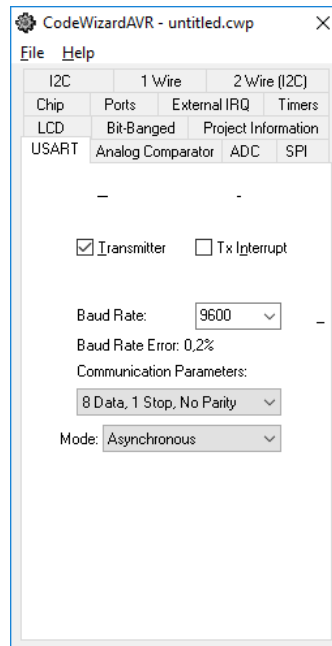 CodeWizardAVR - untitled.cwp
File Help
I2C 1 Wire 2 Wire (I2C)
Chip Ports External IRQ Timers
LCD Bit-Banged Project Information
USART Analog Comparator ADC SPI
Transmitter Tx Interrupt
Baud Rate: 9600
Baud Rate Error: 0,2%
Communication Parameters:
8 Data, 1 Stop, No Parity
Mode: Asynchronous